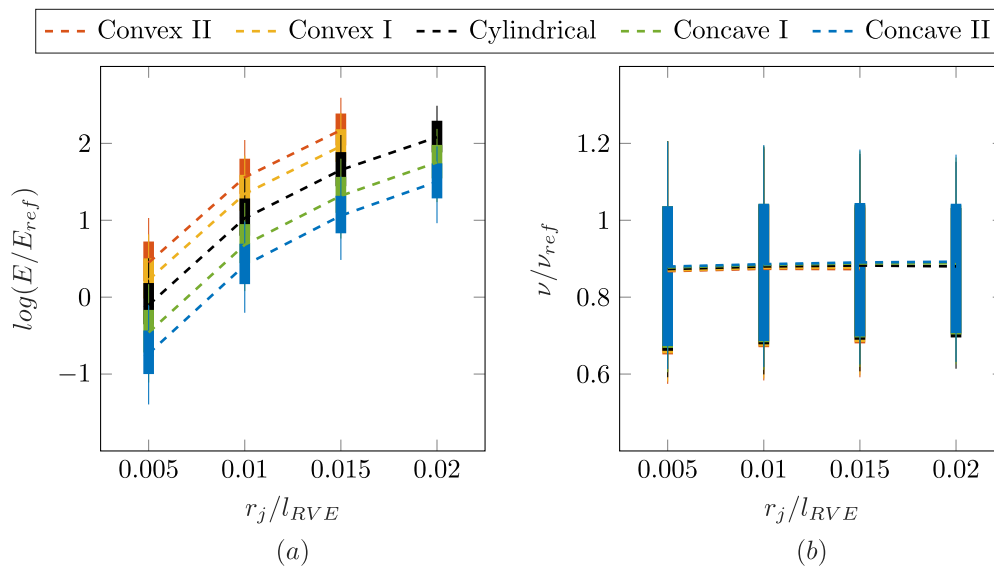 Convex II Convex I Cylindrical Concave I Concave II
log(E/E_ref)
2
1
0
−1
0.005 0.01 0.015 0.02
r_j/l_RVE
(a)
ν/ν_ref
1.2
1
0.8
0.6
0.005 0.01 0.015 0.02
r_j/l_RVE
(b)